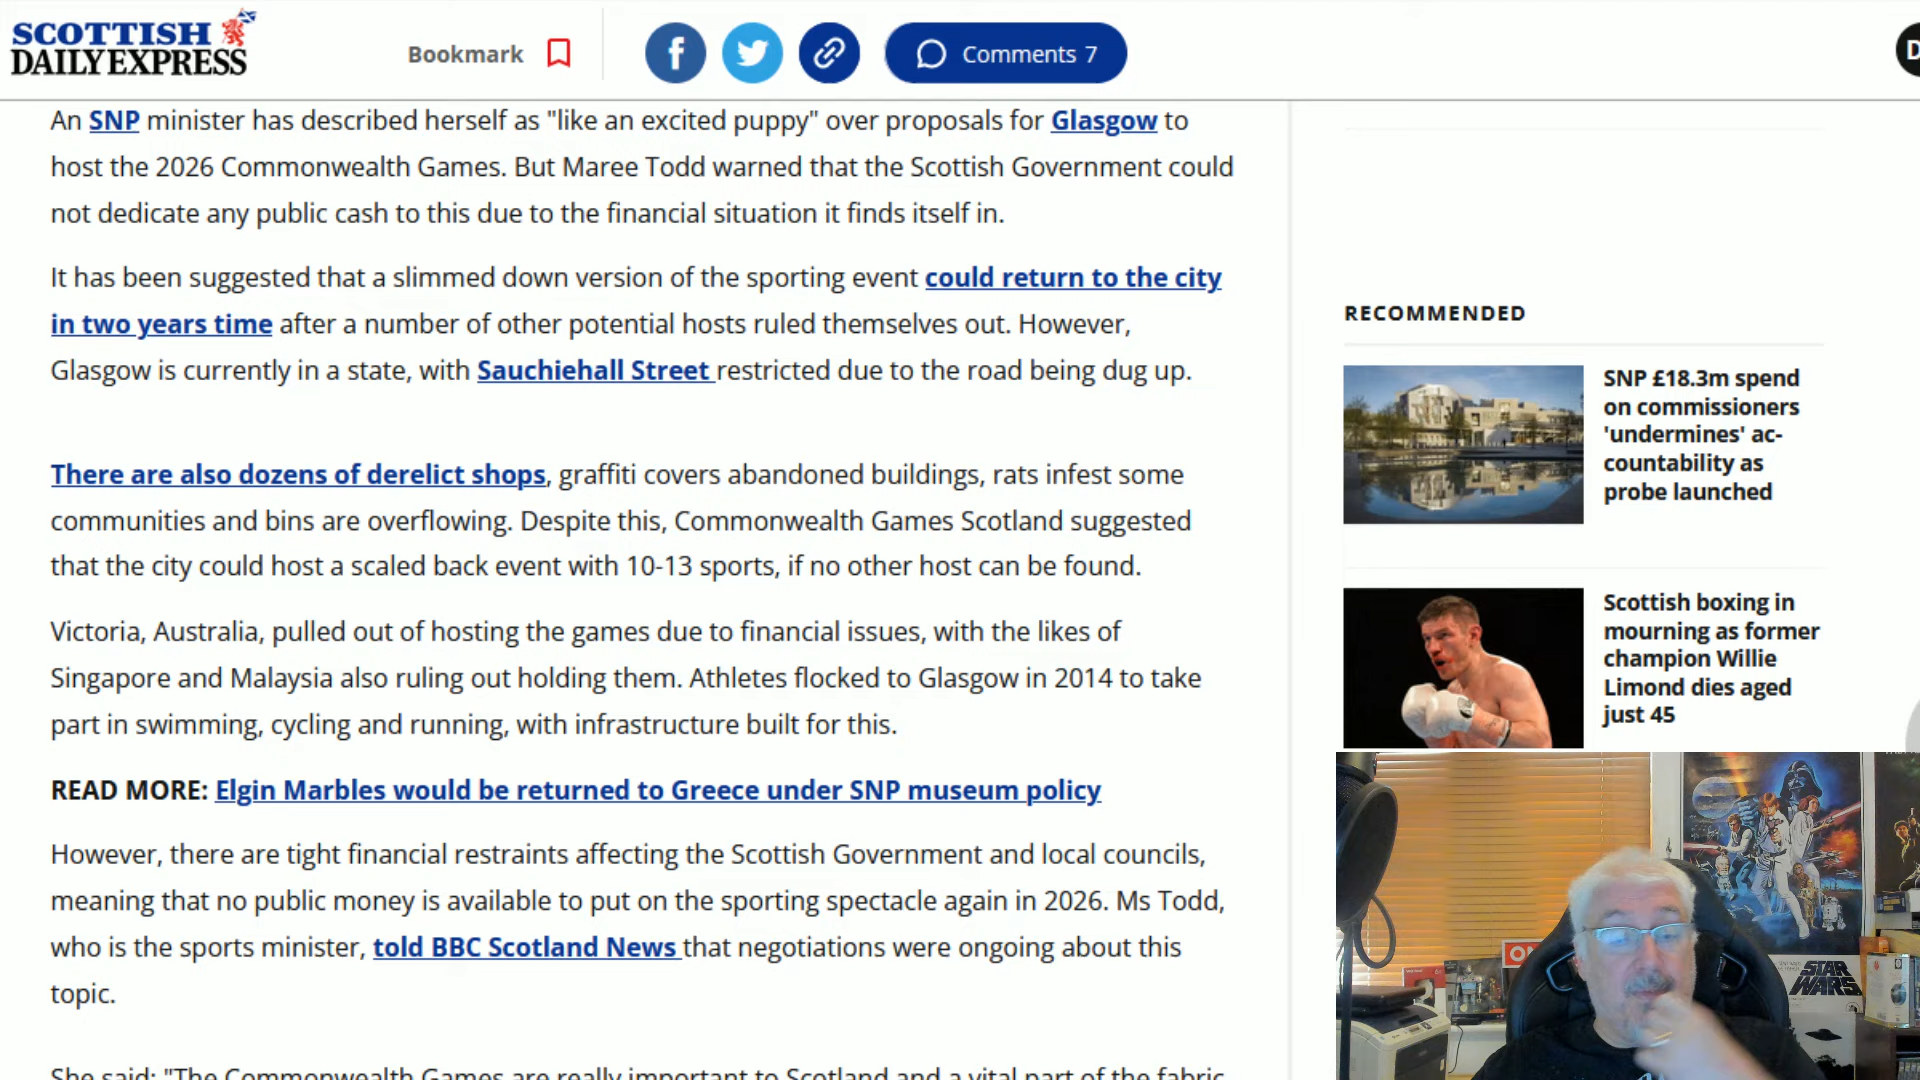 SCOTTISH
DAILY EXPRESS
Bookmark
Comments 7
D
An SNP minister has described herself as "like an excited puppy" over proposals for Glasgow to
host the 2026 Commonwealth Games. But Maree Todd warned that the Scottish Government could
not dedicate any public cash to this due to the financial situation it finds itself in.
It has been suggested that a slimmed down version of the sporting event could return to the city
in two years time after a number of other potential hosts ruled themselves out. However,
Glasgow is currently in a state, with Sauchiehall Street restricted due to the road being dug up.
There are also dozens of derelict shops, graffiti covers abandoned buildings, rats infest some
communities and bins are overflowing. Despite this, Commonwealth Games Scotland suggested
that the city could host a scaled back event with 10-13 sports, if no other host can be found.
Victoria, Australia, pulled out of hosting the games due to financial issues, with the likes of
Singapore and Malaysia also ruling out holding them. Athletes flocked to Glasgow in 2014 to take
part in swimming, cycling and running, with infrastructure built for this.
READ MORE: Elgin Marbles would be returned to Greece under SNP museum policy
However, there are tight financial restraints affecting the Scottish Government and local councils,
meaning that no public money is available to put on the sporting spectacle again in 2026. Ms Todd,
who is the sports minister, told BBC Scotland News that negotiations were ongoing about this
topic.
She said: "The Commonwealth Games are really important to Scotland and a vital part of the fabric
RECOMMENDED
SNP £18.3m spend
on commissioners
'undermines' ac-
countability as
probe launched
Scottish boxing in
mourning as former
champion Willie
Limond dies aged
just 45
STAR
WARS